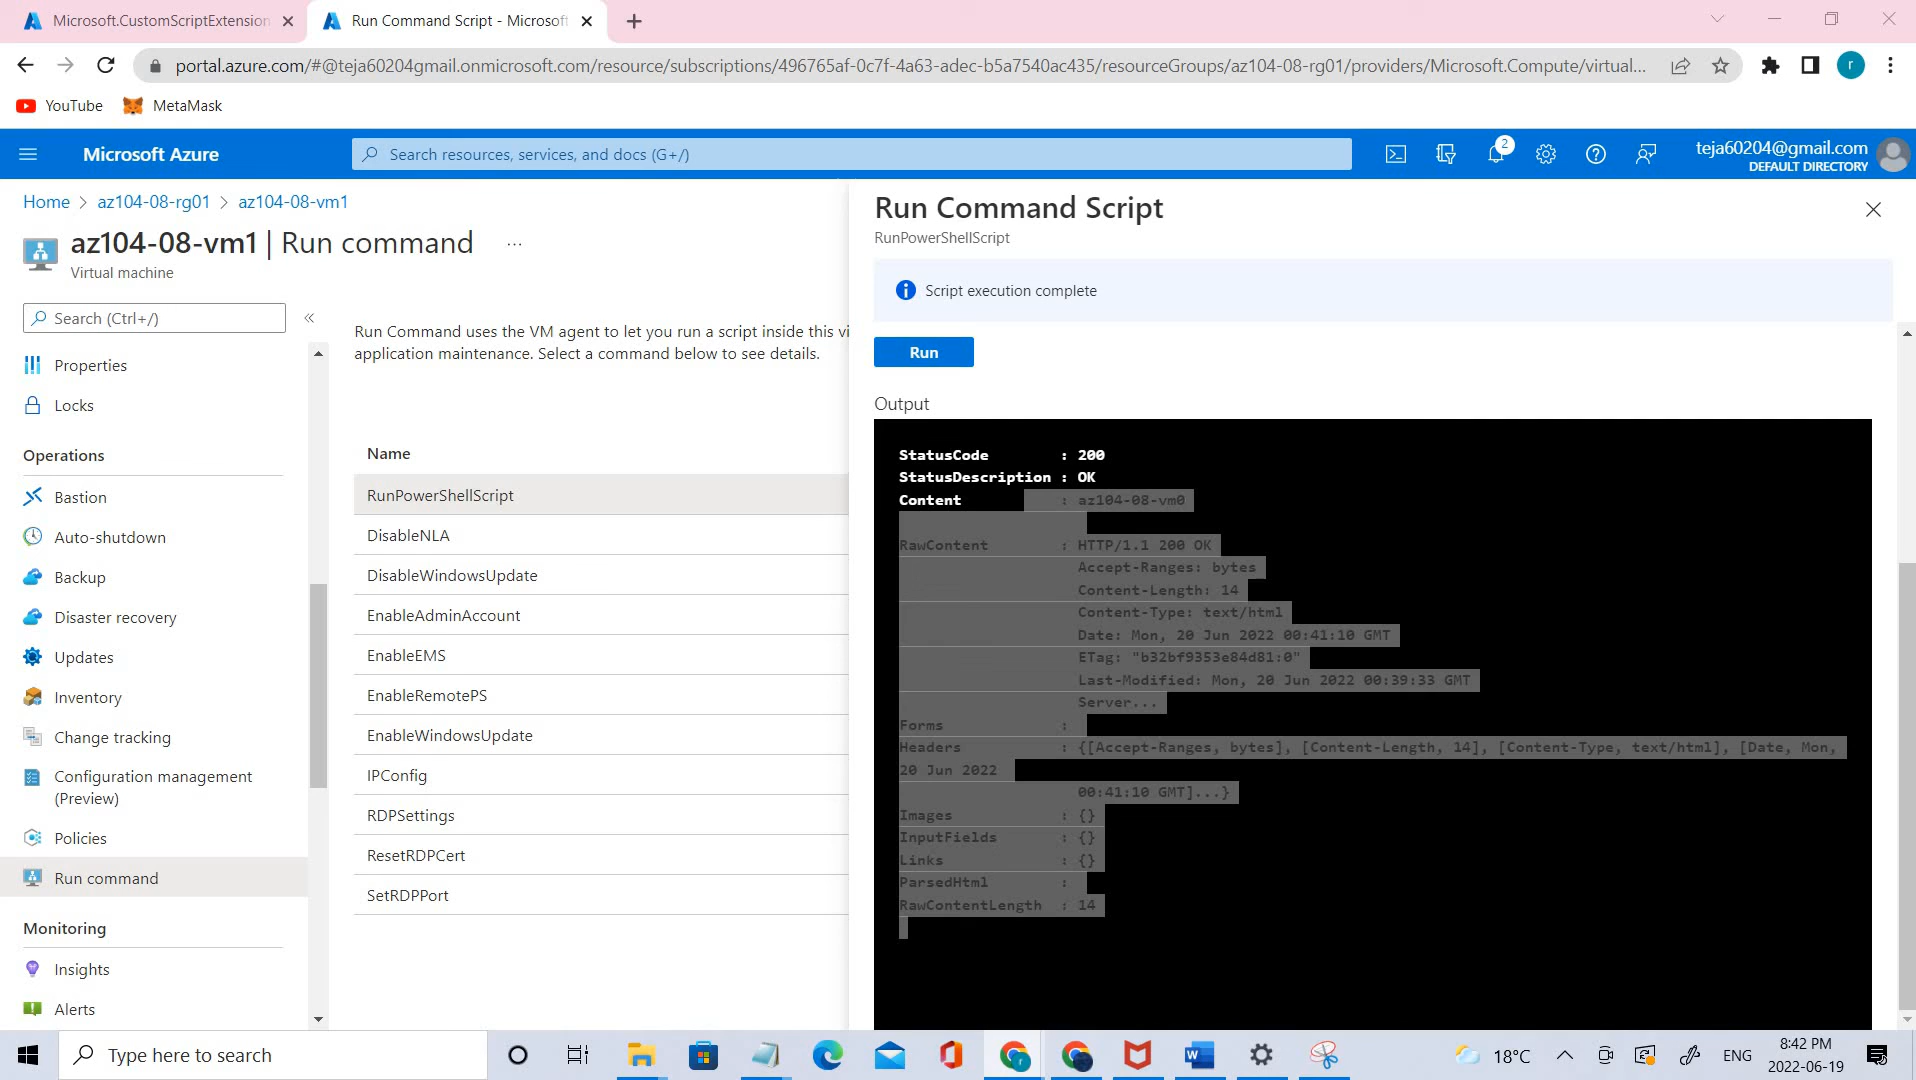 Microsoft.CustomScriptExtension
Run Command Script - Microsoft
portal.azure.com/#@teja60204gmail.onmicrosoft.com/resource/subscriptions/496765af-0c7f-4a63-adec-b5a7540ac435/resourceGroups/az104-08-rg01/providers/Microsoft.Compute/virtual...
r
YouTube
MetaMask
Microsoft Azure
Search resources, services, and docs (G+/)
2
teja60204@gmail.com
DEFAULT DIRECTORY
Home > az104-08-rg01 > az104-08-vm1
az104-08-vm1 | Run command ...
Virtual machine
Search (Ctrl+/)
«
Properties
Locks
Operations
Bastion
Auto-shutdown
Backup
Disaster recovery
Updates
Inventory
Change tracking
Configuration management
(Preview)
Policies
Run command
Monitoring
Insights
Alerts
Run Command uses the VM agent to let you run a script inside this vi
application maintenance. Select a command below to see details.
Name
RunPowerShellScript
DisableNLA
DisableWindowsUpdate
EnableAdminAccount
EnableEMS
EnableRemotePS
EnableWindowsUpdate
IPConfig
RDPSettings
ResetRDPCert
SetRDPPort
Run Command Script
RunPowerShellScript
Script execution complete
Run
Output
StatusCode : 200
StatusDescription : OK
Content : az104-08-vm0
RawContent : HTTP/1.1 200 OK
Accept-Ranges: bytes
Content-Length: 14
Content-Type: text/html
Date: Mon, 20 Jun 2022 00:41:10 GMT
ETag: "b32bf9353e84d81:0"
Last-Modified: Mon, 20 Jun 2022 00:39:33 GMT
Server...
Forms :
Headers : {[Accept-Ranges, bytes], [Content-Length, 14], [Content-Type, text/html], [Date, Mon,
20 Jun 2022
00:41:10 GMT]...}
Images : {}
InputFields : {}
Links : {}
ParsedHtml :
RawContentLength : 14
Type here to search
18°C
ENG
8:42 PM
2022-06-19